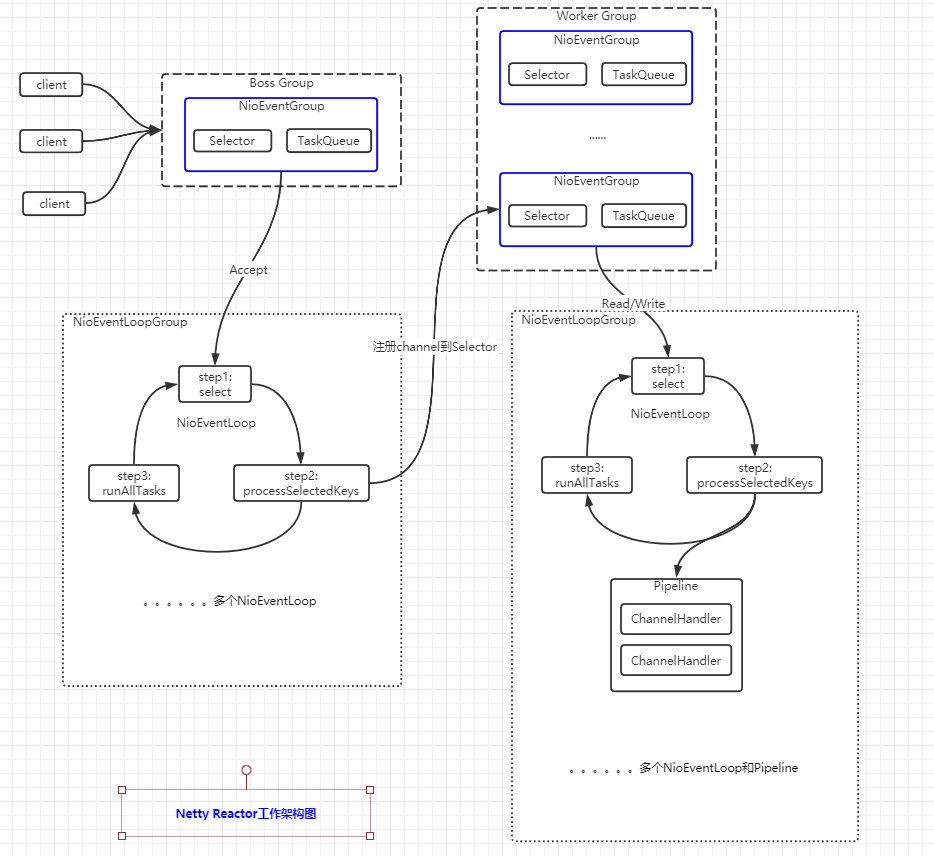 Worker Group
NioEventGroup
Selector
TaskQueue
......
NioEventGroup
Selector
TaskQueue
client
client
client
Boss Group
NioEventGroup
Selector
TaskQueue
Accept
注册channel到Selector
Read/Write
NioEventLoopGroup
step1:
select
NioEventLoop
step3:
runAllTasks
step2:
processSelectedKeys
。。。。。。多个NioEventLoop
NioEventLoopGroup
step1:
select
NioEventLoop
step3:
runAllTasks
step2:
processSelectedKeys
Pipeline
ChannelHandler
ChannelHandler
。。。。。。多个NioEventLoop和Pipeline
Netty Reactor工作架构图